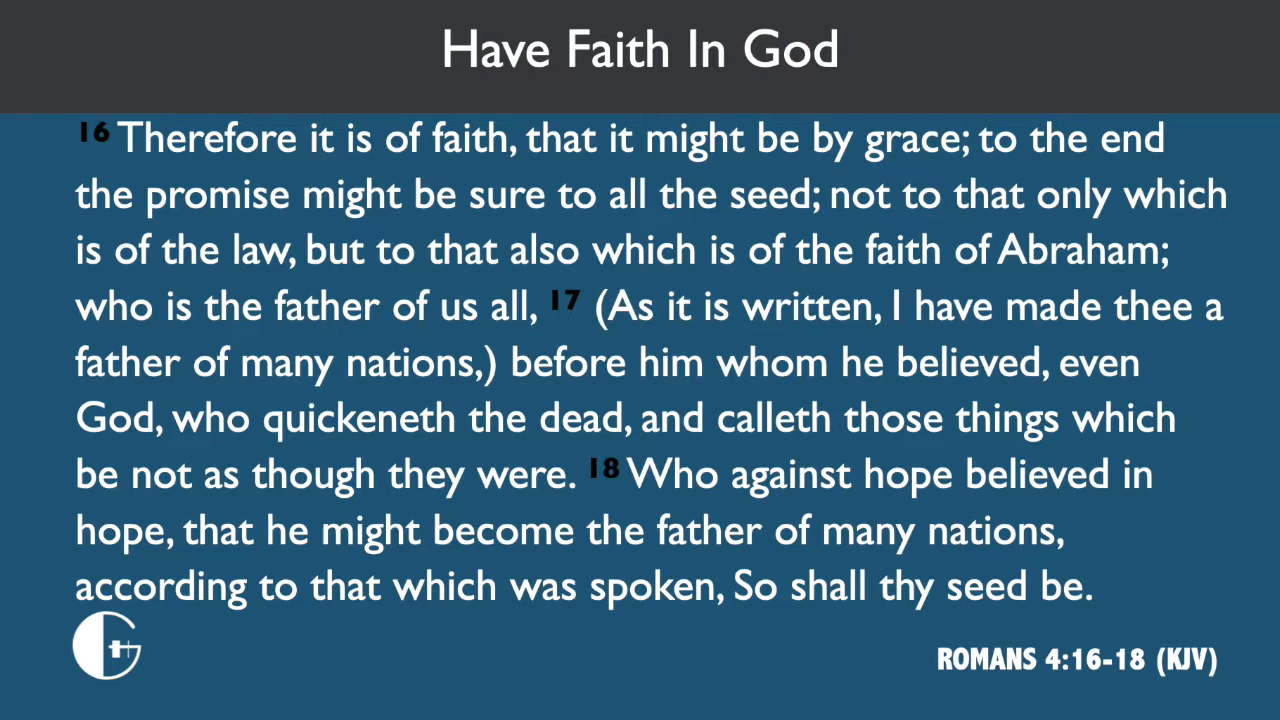 Have Faith In God
16 Therefore it is of faith, that it might be by grace; to the end
the promise might be sure to all the seed; not to that only which
is of the law, but to that also which is of the faith of Abraham;
who is the father of us all, 17 (As it is written, I have made thee a
father of many nations,) before him whom he believed, even
God, who quickeneth the dead, and calleth those things which
be not as though they were. 18 Who against hope believed in
hope, that he might become the father of many nations,
according to that which was spoken, So shall thy seed be.
ROMANS 4:16-18 (KJV)